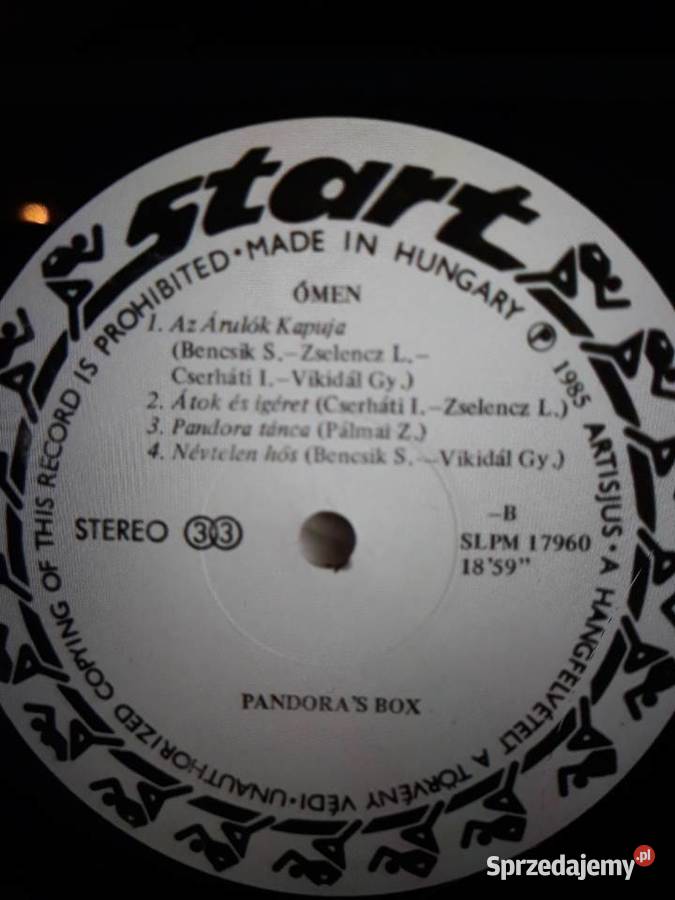 start
MADE IN HUNGARY Ⓟ 1985 ARTISJUS • A HANGFELVÉTELT A TÖRVÉNY VÉDI • UNAUTHORIZED COPYING OF THIS RECORD IS PROHIBITED •
ÓMEN
1. Az Árulók Kapuja
(Bencsik S.–Zselencz L.–
Cserháti I.–Vikidál Gy.)
2. Átok és igéret (Cserháti I.–Zselencz L.)
3. Pandora tánca (Pálmai Z.)
4. Névtelen hős (Bencsik S.–Vikidál Gy.)
STEREO 33
–B
SLPM 17960
18'59"
PANDORA'S BOX
Sprzedajemy.pl